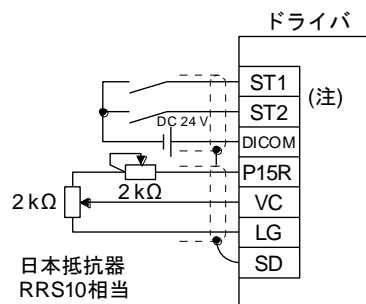 ドライバ
ST1
(注)
ST2
DC 24 V
DICOM
P15R
2 kΩ
2 kΩ
VC
LG
日本抵抗器
SD
RRS10相当